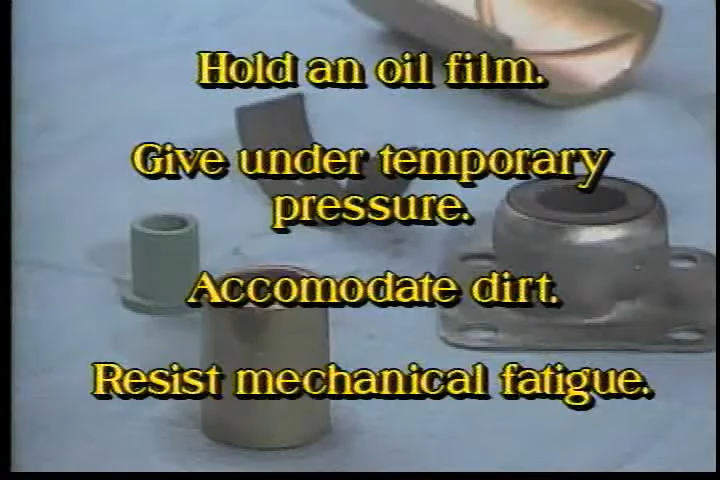 Hold an oil film.
Give under temporary
pressure.
Accomodate dirt.
Resist mechanical fatigue.